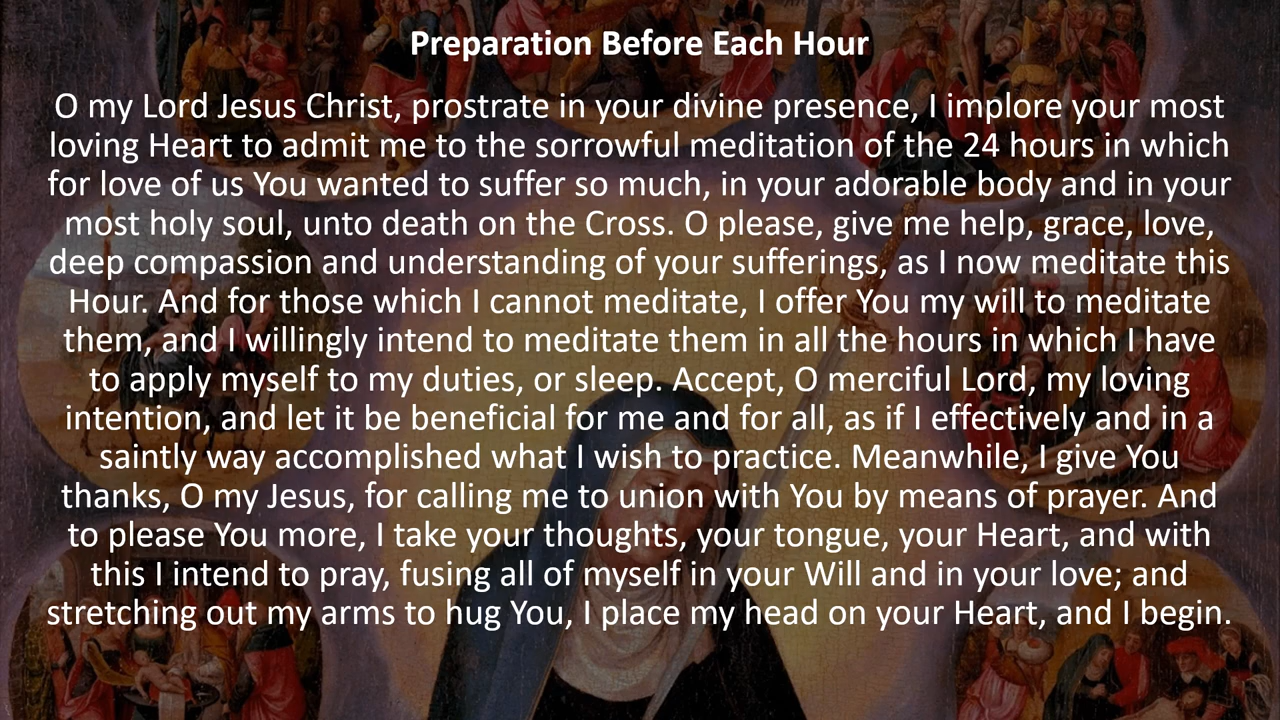 Preparation Before Each Hour
O my Lord Jesus Christ, prostrate in your divine presence, I implore your most
loving Heart to admit me to the sorrowful meditation of the 24 hours in which
for love of us You wanted to suffer so much, in your adorable body and in your
most holy soul, unto death on the Cross. O please, give me help, grace, love,
deep compassion and understanding of your sufferings, as I now meditate this
Hour. And for those which I cannot meditate, I offer You my will to meditate
them, and I willingly intend to meditate them in all the hours in which I have
to apply myself to my duties, or sleep. Accept, O merciful Lord, my loving
intention, and let it be beneficial for me and for all, as if I effectively and in a
saintly way accomplished what I wish to practice. Meanwhile, I give You
thanks, O my Jesus, for calling me to union with You by means of prayer. And
to please You more, I take your thoughts, your tongue, your Heart, and with
this I intend to pray, fusing all of myself in your Will and in your love; and
stretching out my arms to hug You, I place my head on your Heart, and I begin.